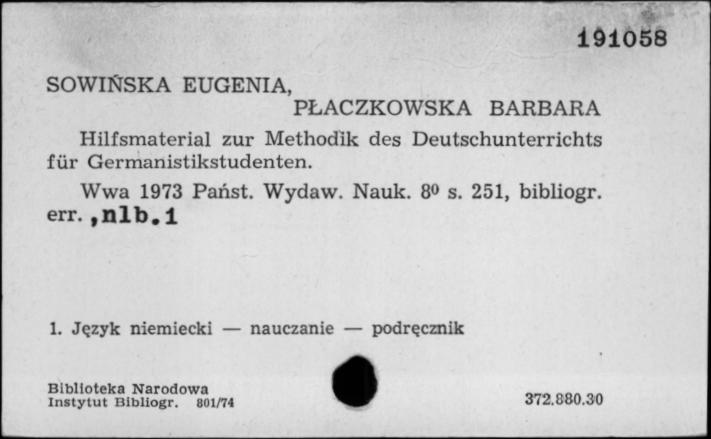 191058
SOWIŃSKA EUGENIA,
PŁACZKOWSKA BARBARA
Hilfsmaterial zur Methodik des Deutschunterrichts
für Germanistikstudenten.
Wwa 1973 Państ. Wydaw. Nauk. 8⁰ s. 251, bibliogr.
err. ,nlb.1
1. Język niemiecki — nauczanie — podręcznik
Biblioteka Narodowa
Instytut Bibliogr. 801/74
372.880.30